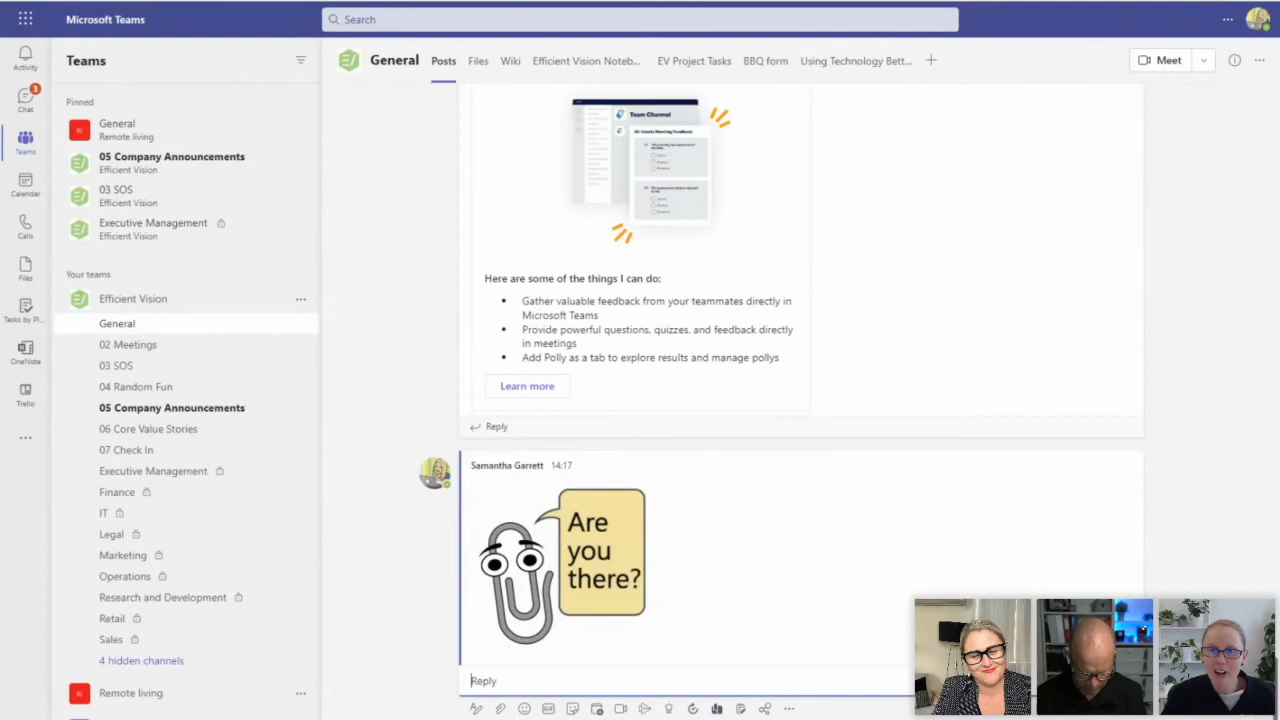 Microsoft Teams
Search
Activity
3
Chat
Teams
Calendar
Calls
Files
Tasks by Pl...
OneNote
Trello
Teams
Pinned
General
Remote living
05 Company Announcements
Efficient Vision
03 SOS
Efficient Vision
Executive Management
Efficient Vision
Your teams
Efficient Vision
General
02 Meetings
03 SOS
04 Random Fun
05 Company Announcements
06 Core Value Stories
07 Check In
Executive Management
Finance
IT
Legal
Marketing
Operations
Research and Development
Retail
Sales
4 hidden channels
Remote living
General
Posts
Files
Wiki
Efficient Vision Noteb...
EV Project Tasks
BBQ form
Using Technology Bett...
Meet
Team Channel
All-Hands Meeting Feedback
Here are some of the things I can do:
• Gather valuable feedback from your teammates directly in
Microsoft Teams
• Provide powerful questions, quizzes, and feedback directly
in meetings
• Add Polly as a tab to explore results and manage pollys
Learn more
Reply
Samantha Garrett 14:17
Are
you
there?
Reply
GIF